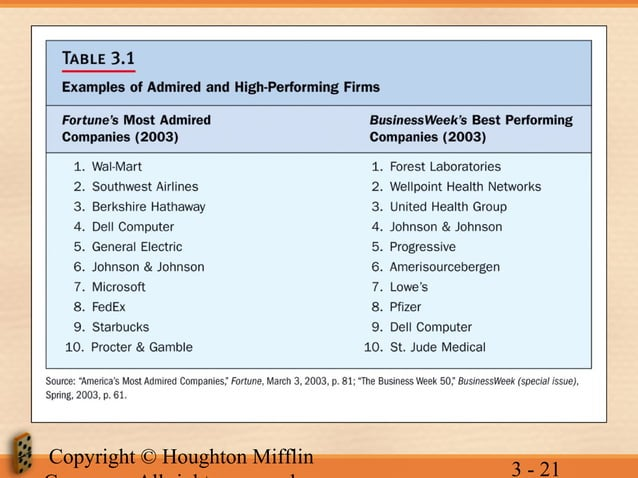 TABLE 3.1
Examples of Admired and High-Performing Firms
Fortune's Most Admired
Companies (2003)
1. Wal-Mart
2. Southwest Airlines
3. Berkshire Hathaway
4. Dell Computer
5. General Electric
6. Johnson & Johnson
7. Microsoft
8. FedEx
9. Starbucks
10. Procter & Gamble
BusinessWeek's Best Performing
Companies (2003)
1. Forest Laboratories
2. Wellpoint Health Networks
3. United Health Group
4. Johnson & Johnson
5. Progressive
6. Amerisourcebergen
7. Lowe's
8. Pfizer
9. Dell Computer
10. St. Jude Medical
Source: "America's Most Admired Companies," Fortune, March 3, 2003, p. 81; "The Business Week 50," BusinessWeek (special issue),
Spring, 2003, p. 61.
Copyright © Houghton Mifflin
3 - 21